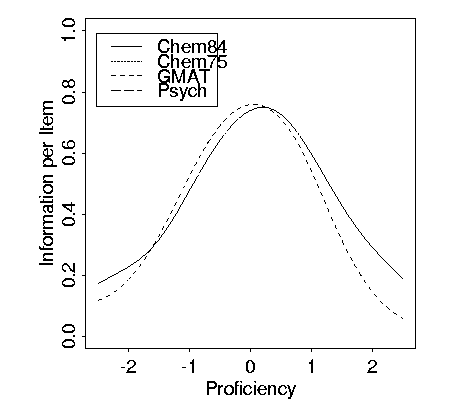 Information per Item
1.0
0.8
0.6
0.4
0.2
0.0
Chem84
Chem75
GMAT
Psych
-2 -1 0 1 2
Proficiency